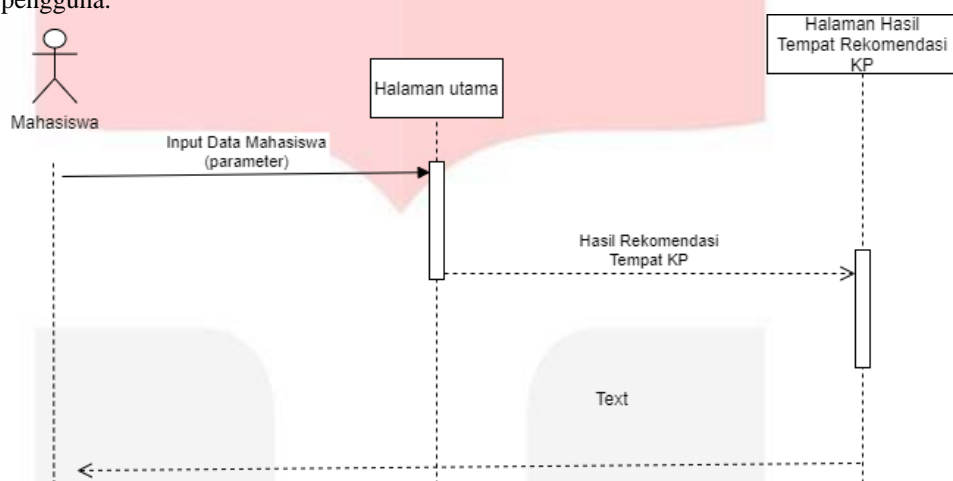 pengguna.
Halaman Hasil
Tempat Rekomendasi
KP
Halaman utama
Mahasiswa
Input Data Mahasiswa
(parameter)
Hasil Rekomendasi
Tempat KP
Text